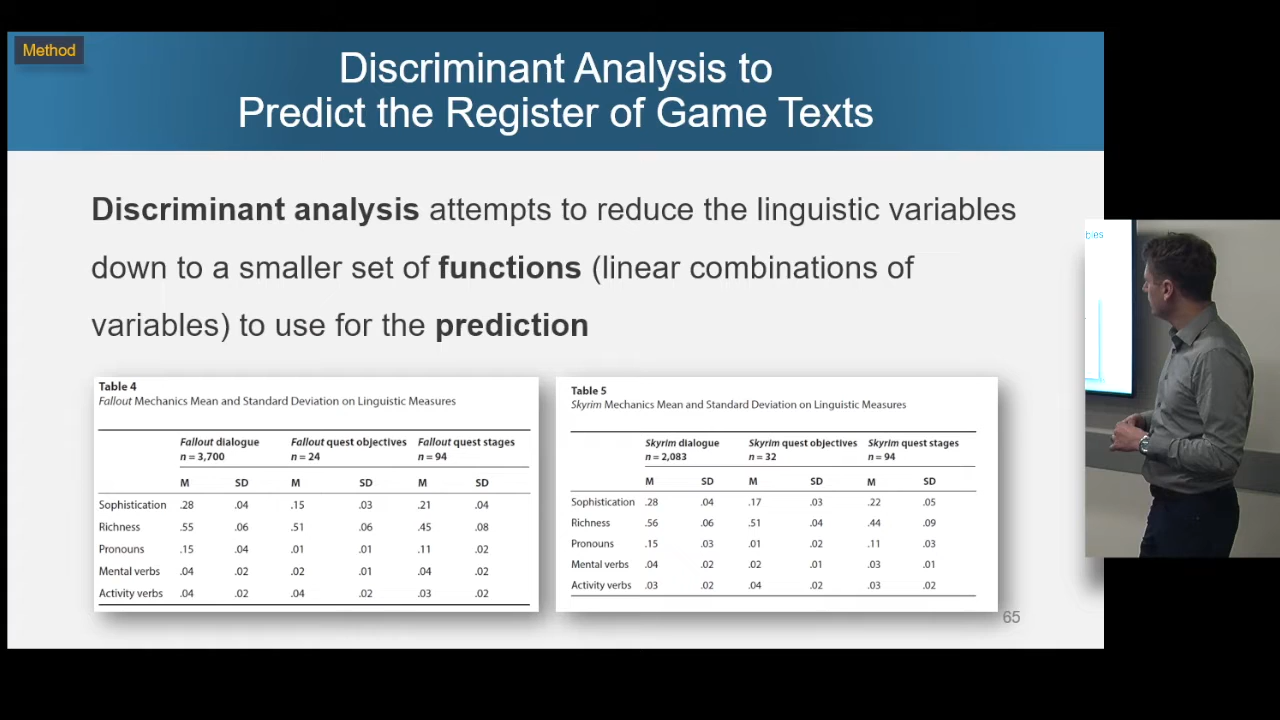 Method
Discriminant Analysis to
Predict the Register of Game Texts
Discriminant analysis attempts to reduce the linguistic variables
down to a smaller set of functions (linear combinations of
variables) to use for the prediction
Table 4
Fallout Mechanics Mean and Standard Deviation on Linguistic Measures
Fallout dialogue Fallout quest objectives Fallout quest stages
n = 3,700 n = 24 n = 94
M SD M SD M SD
Sophistication .28 .04 .15 .03 .21 .04
Richness .55 .06 .51 .06 .45 .08
Pronouns .15 .04 .01 .01 .11 .02
Mental verbs .04 .02 .02 .01 .04 .02
Activity verbs .04 .02 .04 .02 .03 .02
Table 5
Skyrim Mechanics Mean and Standard Deviation on Linguistic Measures
Skyrim dialogue Skyrim quest objectives Skyrim quest stages
n = 2,083 n = 32 n = 94
M SD M SD M SD
Sophistication .28 .04 .17 .03 .22 .05
Richness .56 .06 .51 .04 .44 .09
Pronouns .15 .03 .01 .02 .11 .03
Mental verbs .04 .02 .02 .01 .03 .01
Activity verbs .03 .02 .04 .02 .03 .02
65